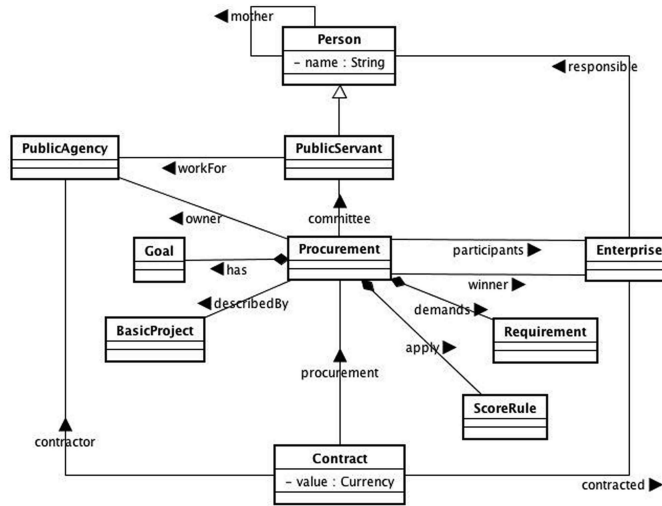 mother
Person
- name : String
responsible
PublicAgency
PublicServant
workFor
owner
committee
Goal
Procurement
participants
Enterprise
has
winner
describedBy
demands
BasicProject
Requirement
apply
procurement
ScoreRule
contractor
Contract
- value : Currency
contracted